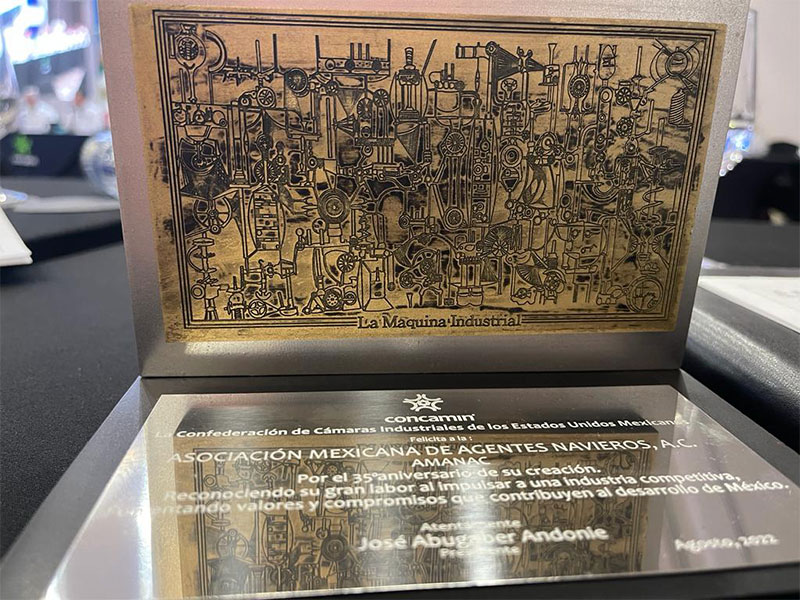 La Maquina Industrial
concamin
La Confederación de Cámaras Industriales de los Estados Unidos Mexicanos
Felicita a la :
ASOCIACIÓN MEXICANA DE AGENTES NAVIEROS, A.C.
AMANAC
Por el 35°aniversario de su creación.
Reconociendo su gran labor al impulsar a una industria competitiva,
Fomentando valores y compromisos que contribuyen al desarrollo de México.
Atentamente
José Abugaber Andonie
Presidente
Agosto, 2022